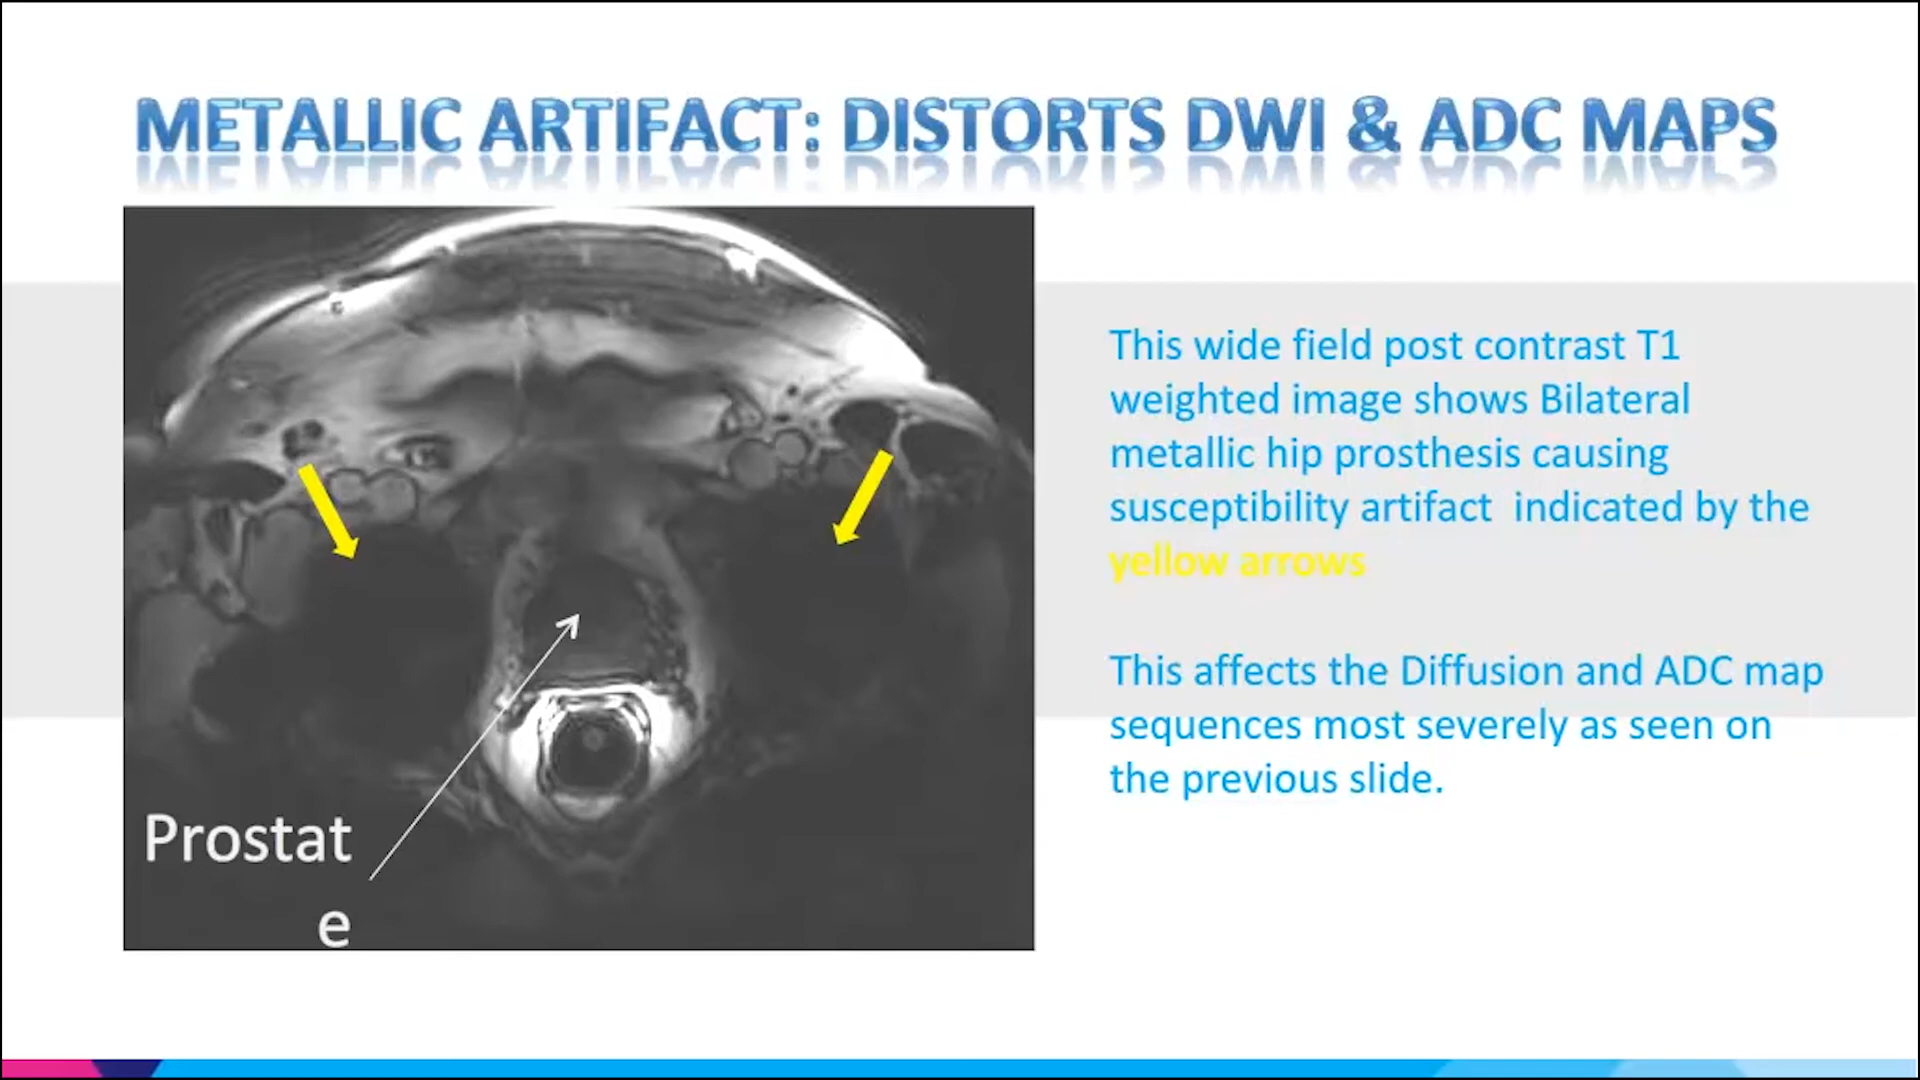 METALLIC ARTIFACT: DISTORTS DWI & ADC MAPS
This wide field post contrast T1
weighted image shows Bilateral
metallic hip prosthesis causing
susceptibility artifact  indicated by the
yellow arrows
This affects the Diffusion and ADC map
sequences most severely as seen on
the previous slide.
Prostat
e